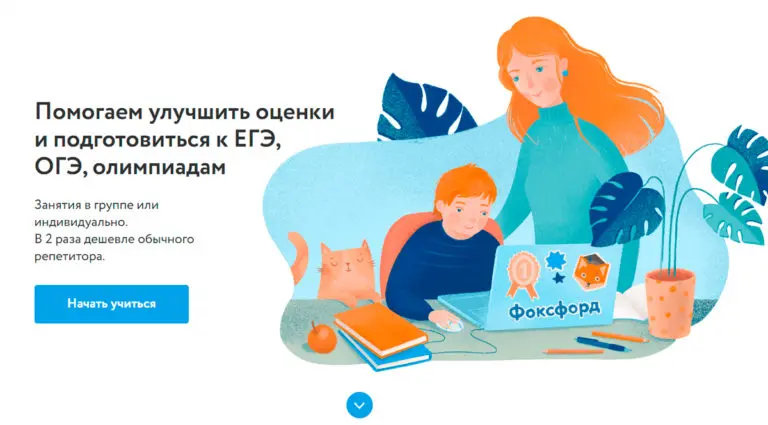 Помогаем улучшить оценки
и подготовиться к ЕГЭ,
ОГЭ, олимпиадам
Занятия в группе или
индивидуально.
В 2 раза дешевле обычного
репетитора.
Начать учиться
1
Фоксфорд